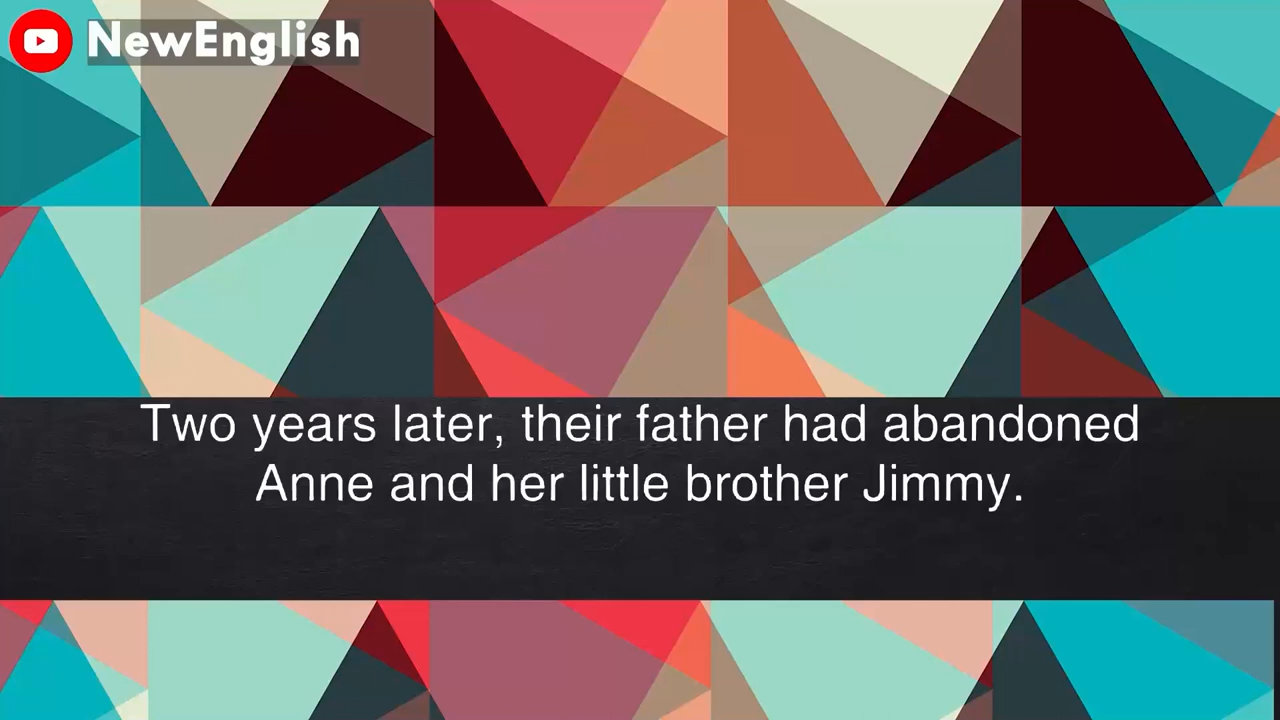 NewEnglish
Two years later, their father had abandoned
Anne and her little brother Jimmy.